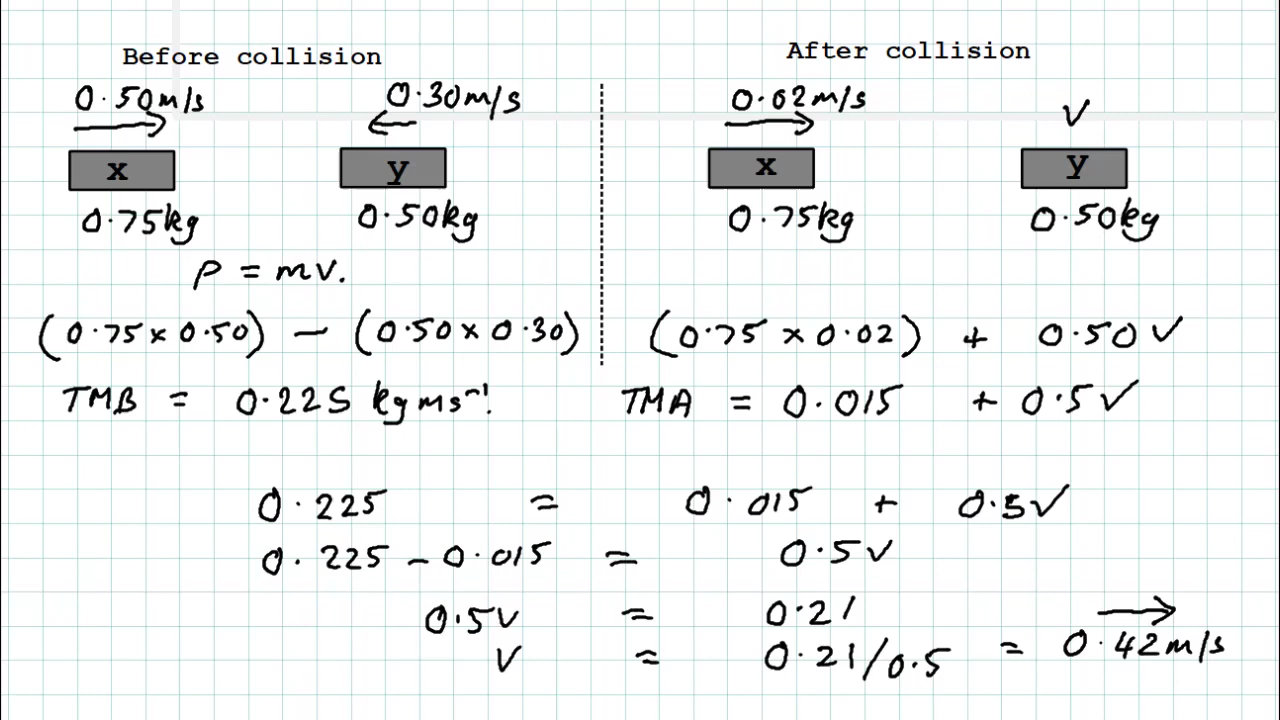 Before collision After collision
0.50m/s 0.30m/s 0.02m/s V
x y x y
0.75kg 0.50kg 0.75kg 0.50kg
P = mv.
(0.75 x 0.50) – (0.50 x 0.30) (0.75 x 0.02) + 0.50V
TMB = 0.225 kgms⁻¹. TMA = 0.015 + 0.5V
0.225 = 0.015 + 0.5V
0.225 – 0.015 = 0.5V
0.5V = 0.21
V = 0.21/0.5 = 0.42m/s